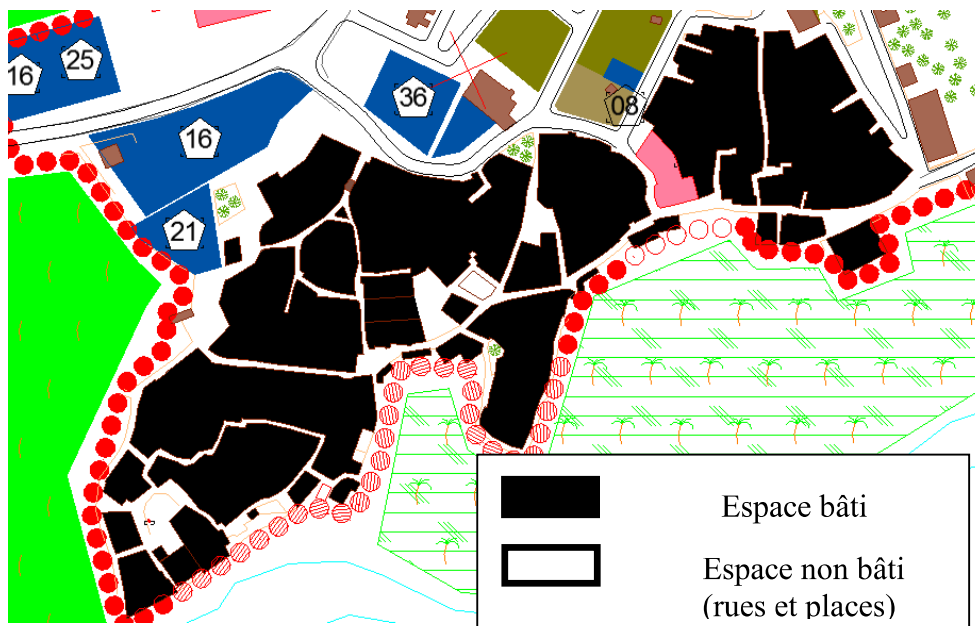 25
16
36
08
16
21
Espace bâti
Espace non bâti
(rues et places)